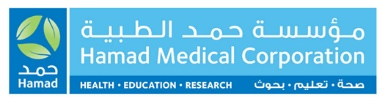 مؤسسة حمد الطبية
Hamad Medical Corporation
حمد
Hamad
HEALTH • EDUCATION • RESEARCH
صحة • تعليم • بحوث